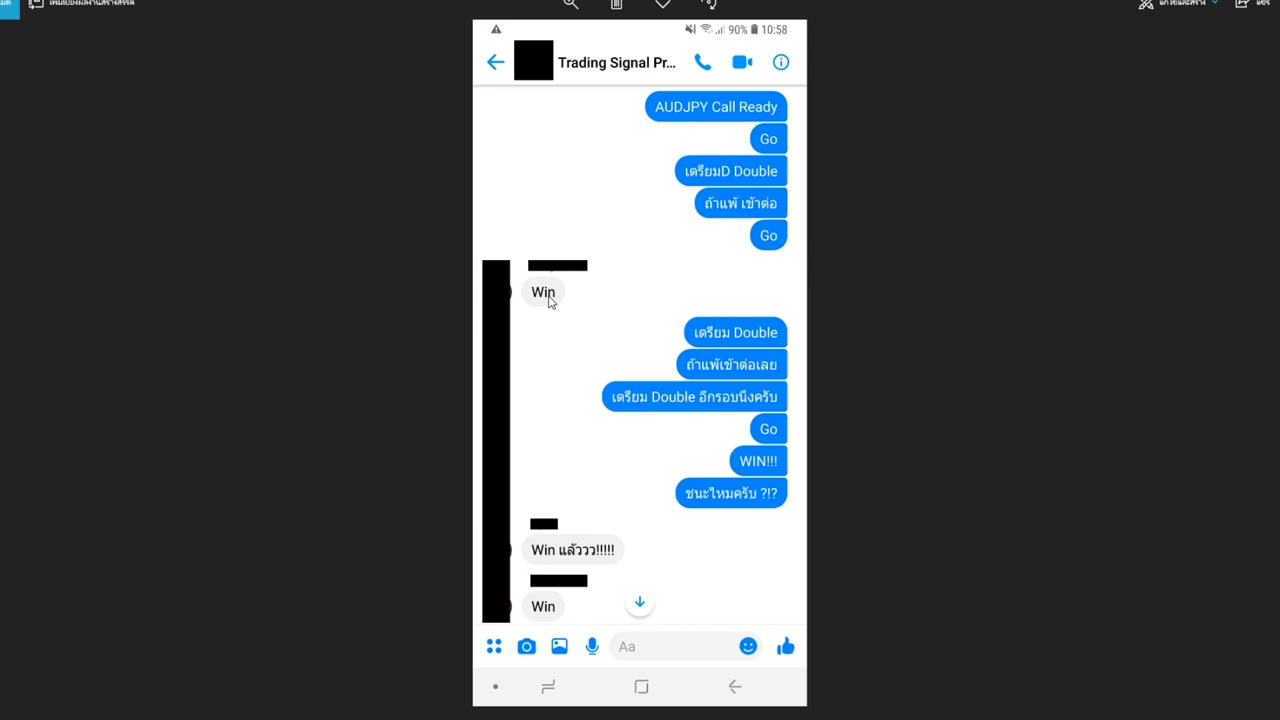 90% 10:58
Trading Signal Pr...
AUDJPY Call Ready
Go
เตรียมD Double
ถ้าแพ้ เข้าต่อ
Go
Win
เตรียม Double
ถ้าแพ้เข้าต่อเลย
เตรียม Double อีกรอบนึงครับ
Go
WIN!!!
ชนะไหมครับ ?!?
Win แล้ววว!!!!!
Win
Aa